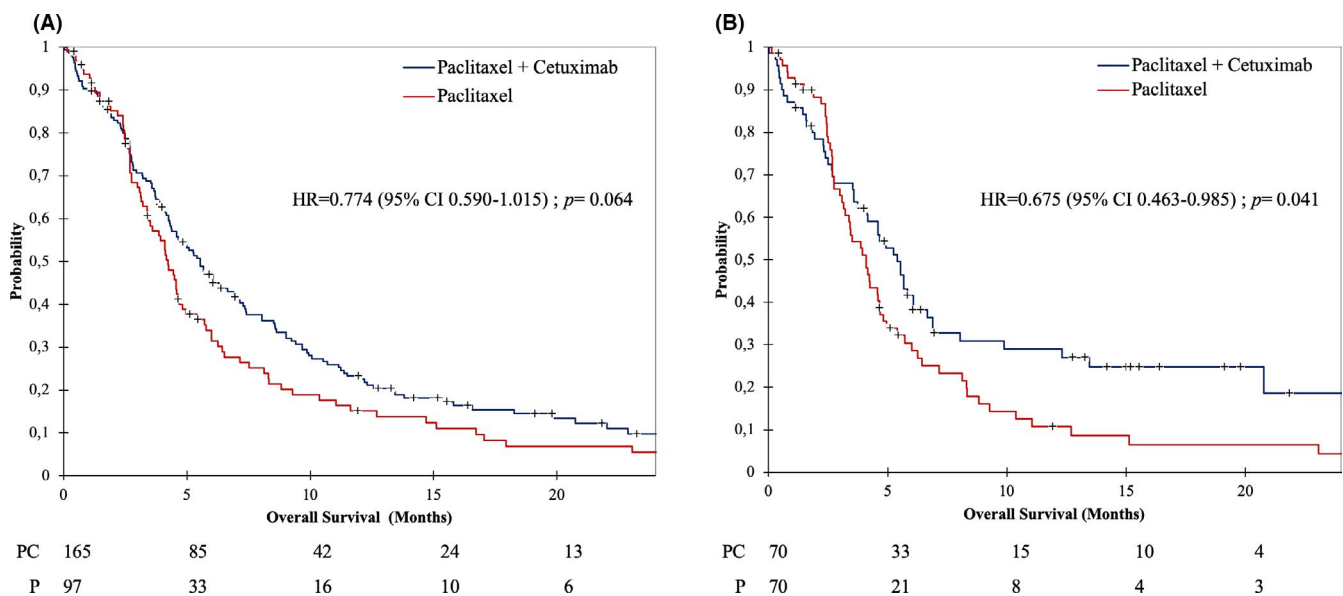 (A)
1
0,9
0,8
0,7
0,6
0,5
0,4
0,3
0,2
0,1
0
Probability
Paclitaxel + Cetuximab
Paclitaxel
HR=0.774 (95% CI 0.590-1.015) ; p= 0.064
0 5 10 15 20
Overall Survival (Months)
PC 165 85 42 24 13
P 97 33 16 10 6
(B)
1
0,9
0,8
0,7
0,6
0,5
0,4
0,3
0,2
0,1
0
Probability
Paclitaxel + Cetuximab
Paclitaxel
HR=0.675 (95% CI 0.463-0.985) ; p= 0.041
0 5 10 15 20
Overall Survival (Months)
PC 70 33 15 10 4
P 70 21 8 4 3